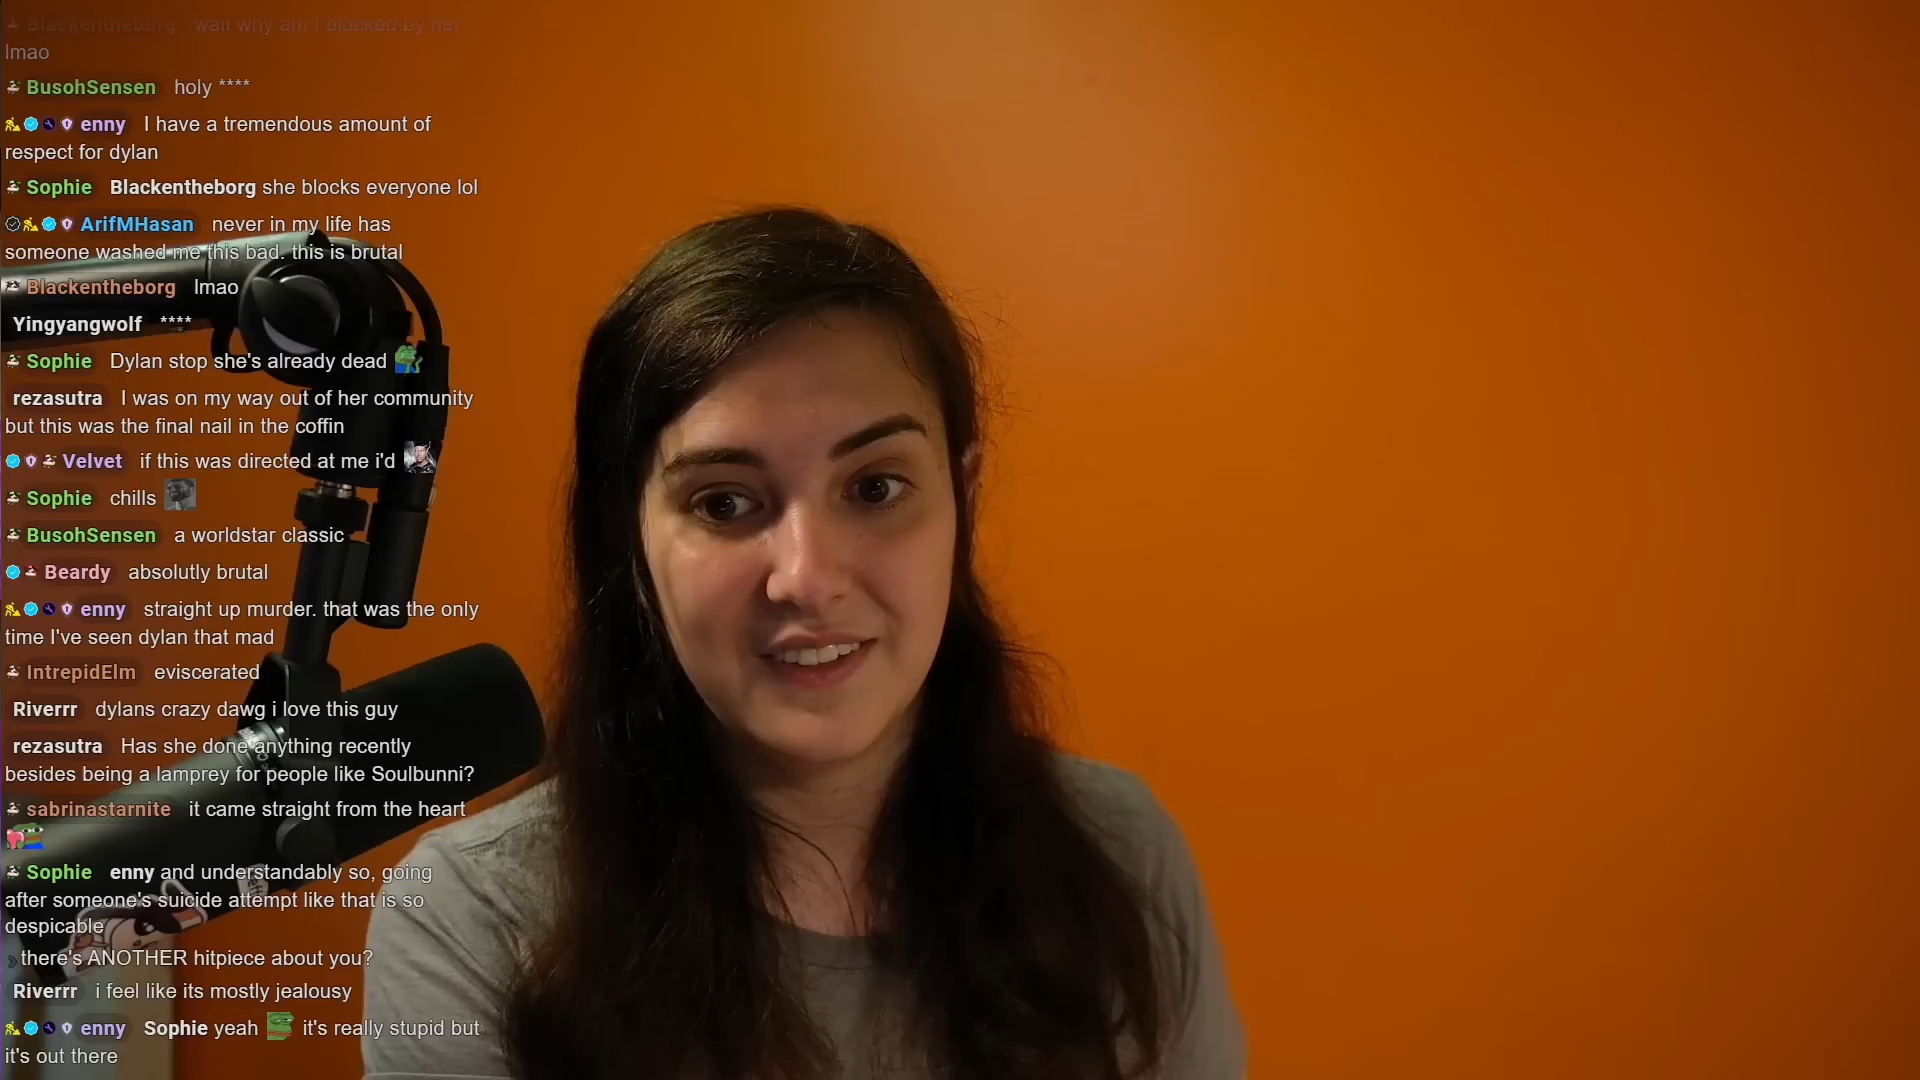 Blackentheborg wait why am I blocked by her
lmao
BusohSensen holy ****
enny I have a tremendous amount of
respect for dylan
Sophie Blackentheborg she blocks everyone lol
ArifMHasan never in my life has
someone washed me this bad. this is brutal
Blackentheborg lmao
Yingyangwolf ****
Sophie Dylan stop she's already dead
rezasutra I was on my way out of her community
but this was the final nail in the coffin
Velvet if this was directed at me i'd
Sophie chills
BusohSensen a worldstar classic
Beardy absolutly brutal
enny straight up murder. that was the only
time I've seen dylan that mad
IntrepidElm eviscerated
Riverrr dylans crazy dawg i love this guy
rezasutra Has she done anything recently
besides being a lamprey for people like Soulbunni?
sabrinastarnite it came straight from the heart
Sophie enny and understandably so, going
after someone's suicide attempt like that is so
despicable
there's ANOTHER hitpiece about you?
Riverrr i feel like its mostly jealousy
enny Sophie yeah it's really stupid but
it's out there